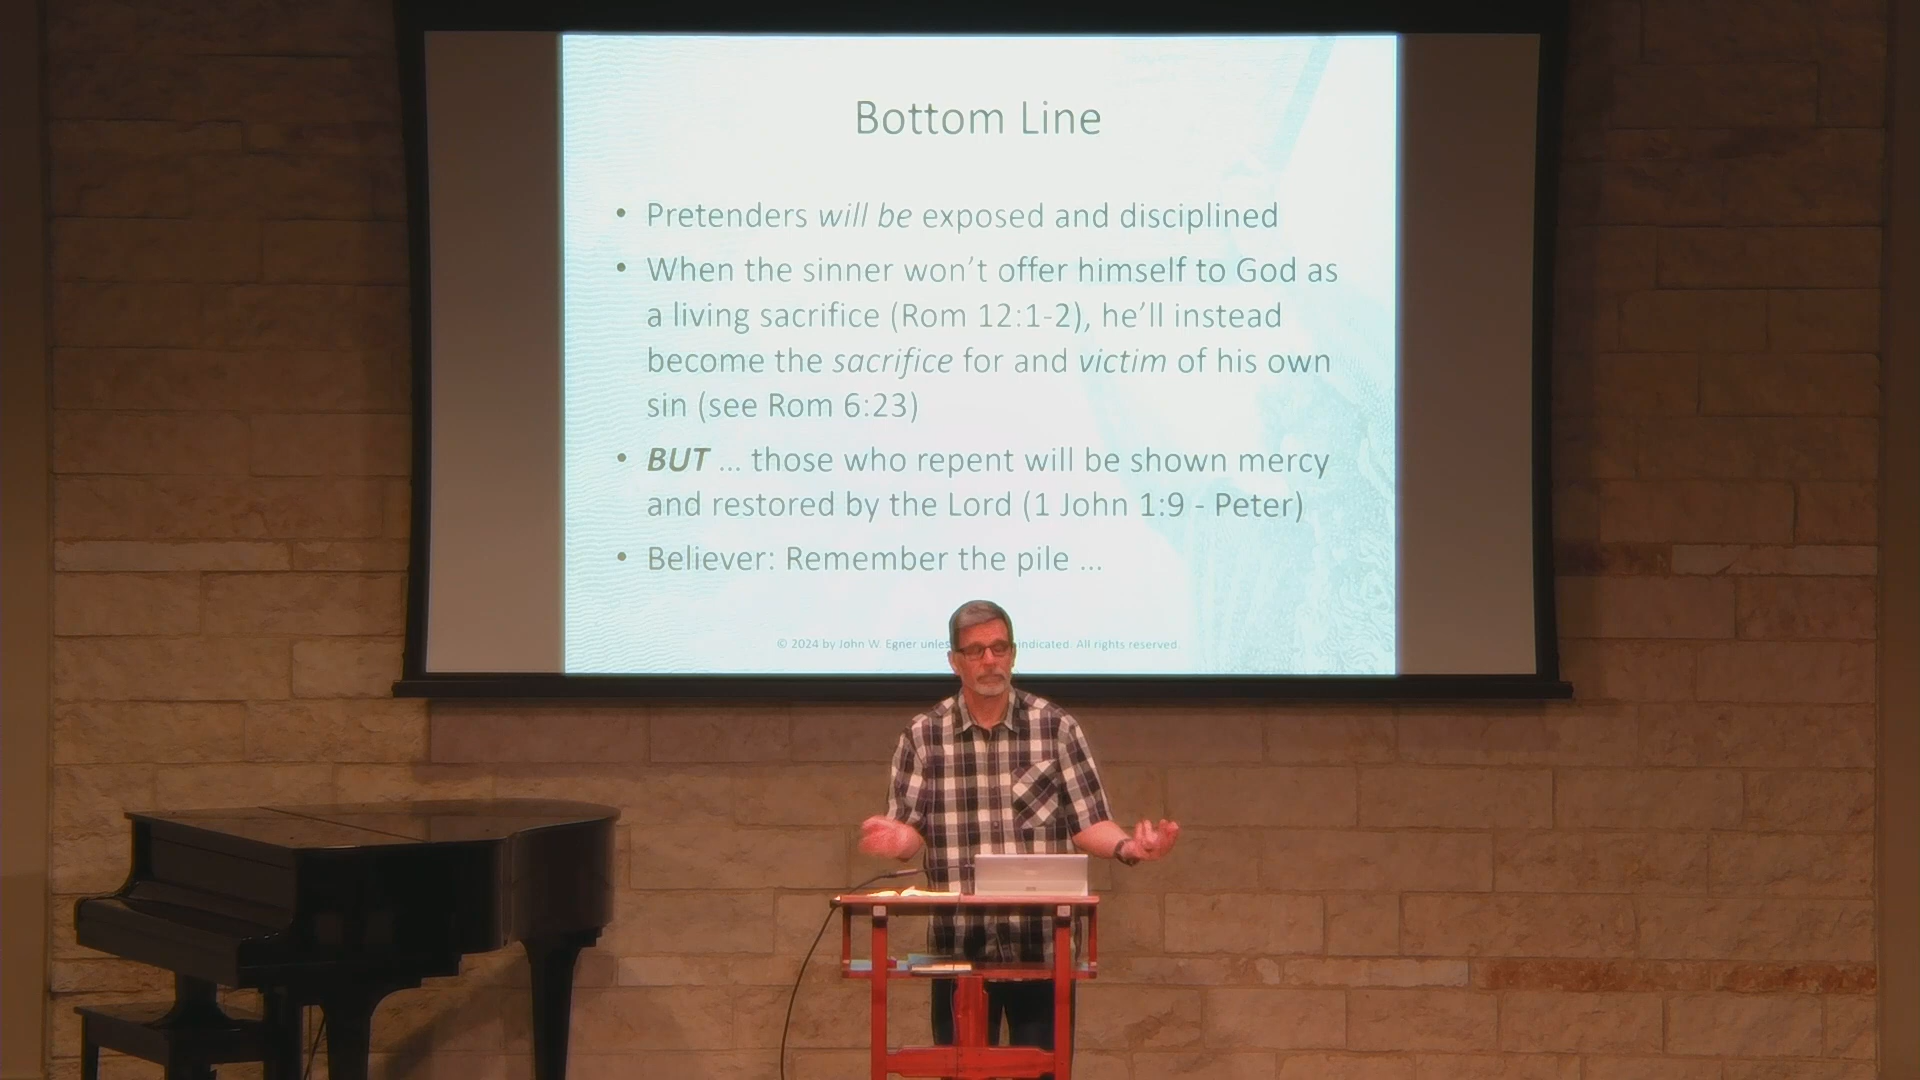 Bottom Line
• Pretenders will be exposed and disciplined
• When the sinner won't offer himself to God as
a living sacrifice (Rom 12:1-2), he'll instead
become the sacrifice for and victim of his own
sin (see Rom 6:23)
• BUT ... those who repent will be shown mercy
and restored by the Lord (1 John 1:9 - Peter)
• Believer: Remember the pile ...
© 2024 by John W. Egner indicated. All rights reserved.